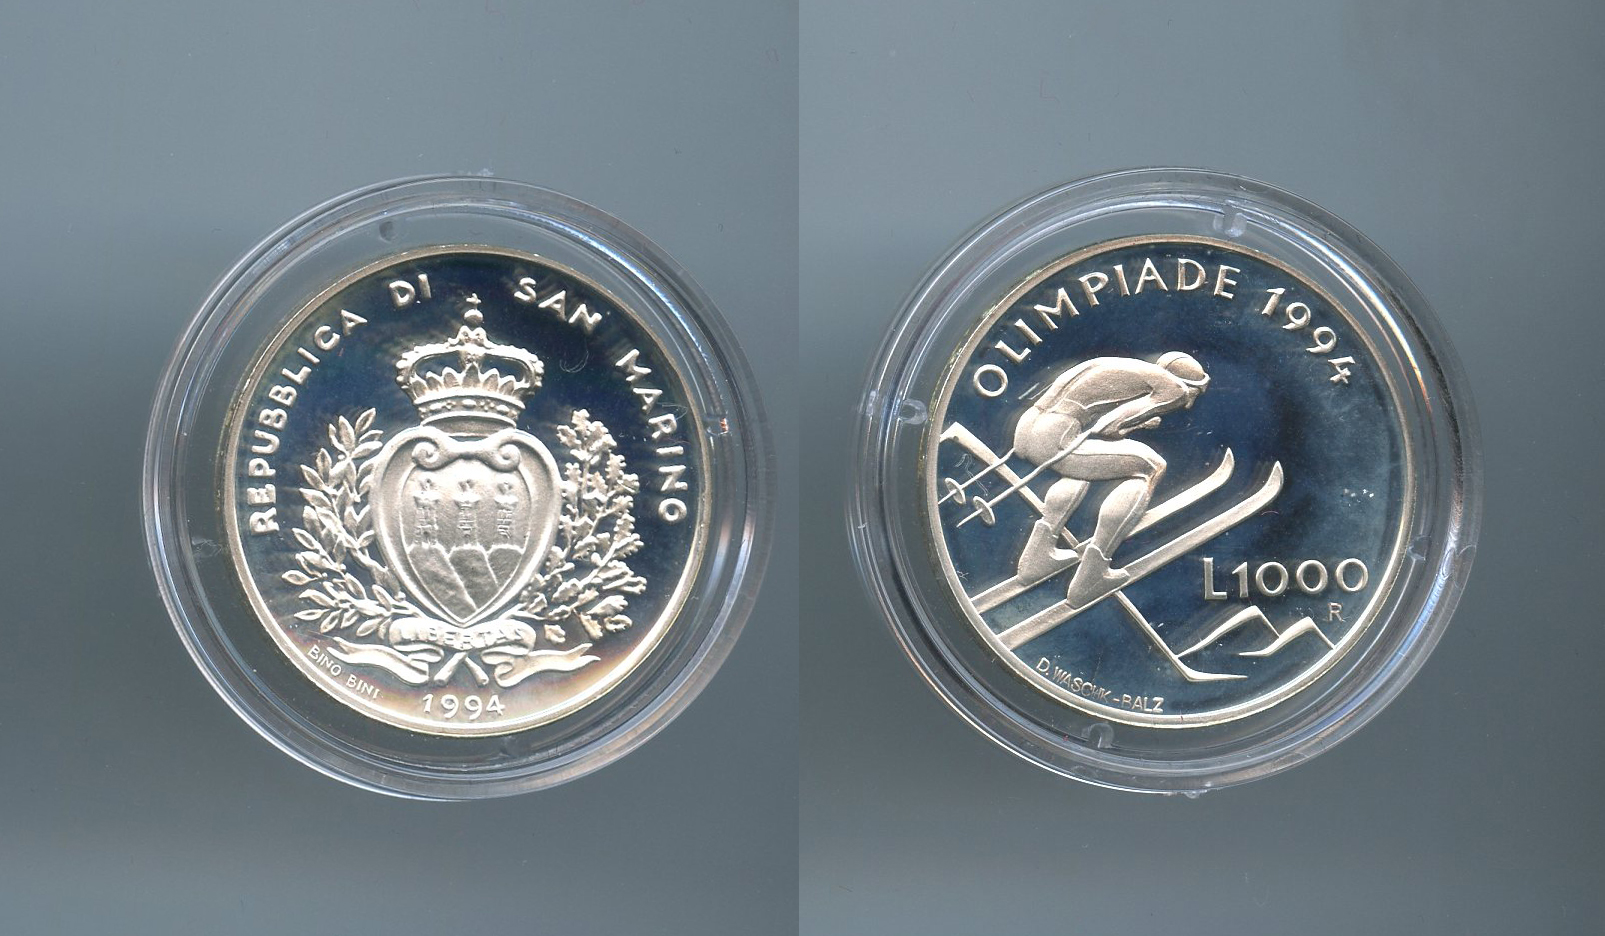 REPUBBLICA DI SAN MARINO
LIBERTAS
BINO BINI
1994
OLIMPIADE 1994
L1000
R
D. WASCHK-BALZ